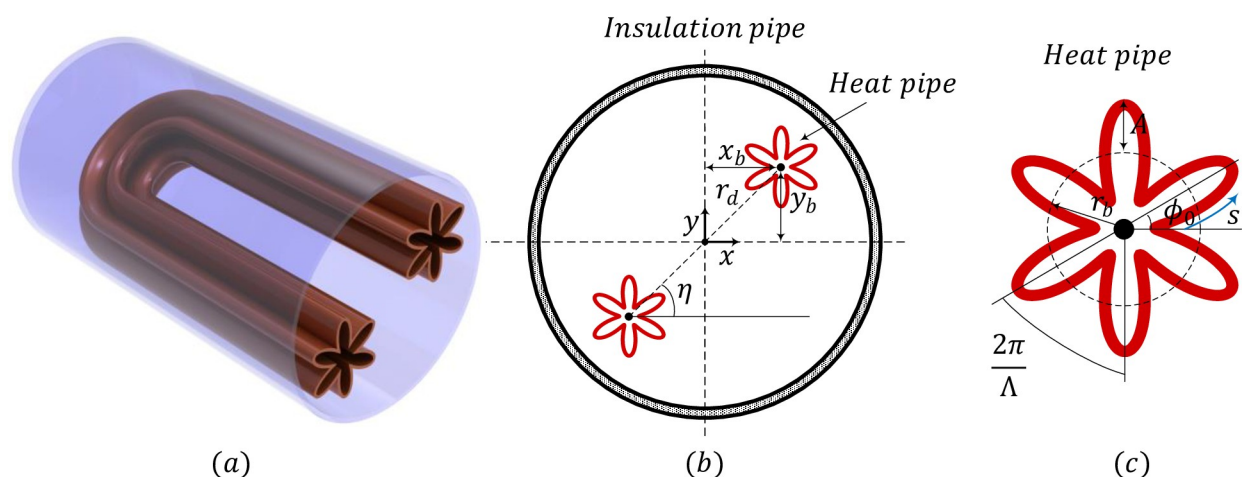 Insulation pipe
Heat pipe
x_b
r_d
y_b
y
x
η
Heat pipe
A
r_b
ϕ_0
s
2π
Λ
(a)
(b)
(c)